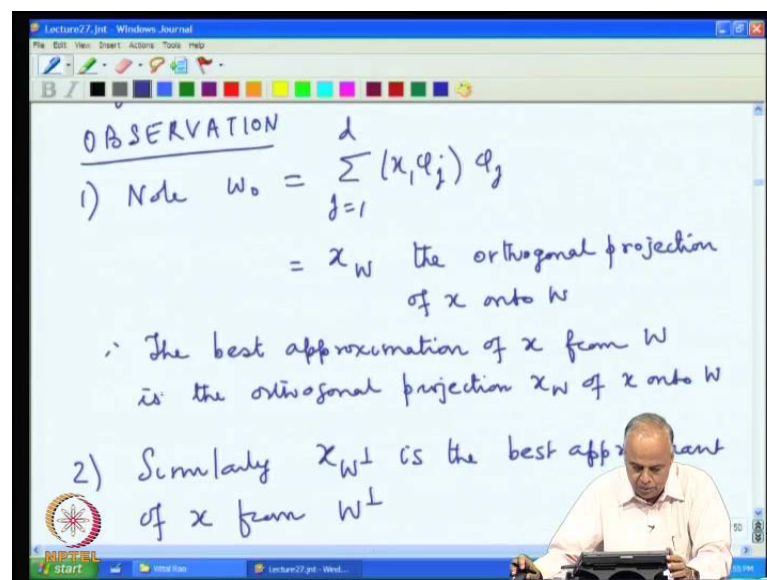 Lecture27.jnt - Windows Journal
File Edit View Insert Actions Tools Help
B I
OBSERVATION
1) Note w₀ = d ∑ j=1 (x, φⱼ) φⱼ
= x_W the orthogonal projection
of x onto W
∴ The best approximation of x from W
is the orthogonal projection x_W of x onto W
2) Similarly x_W⊥ is the best
of x from W⊥
NPTEL
start Vittal Rao Lecture27.jnt - Wind...